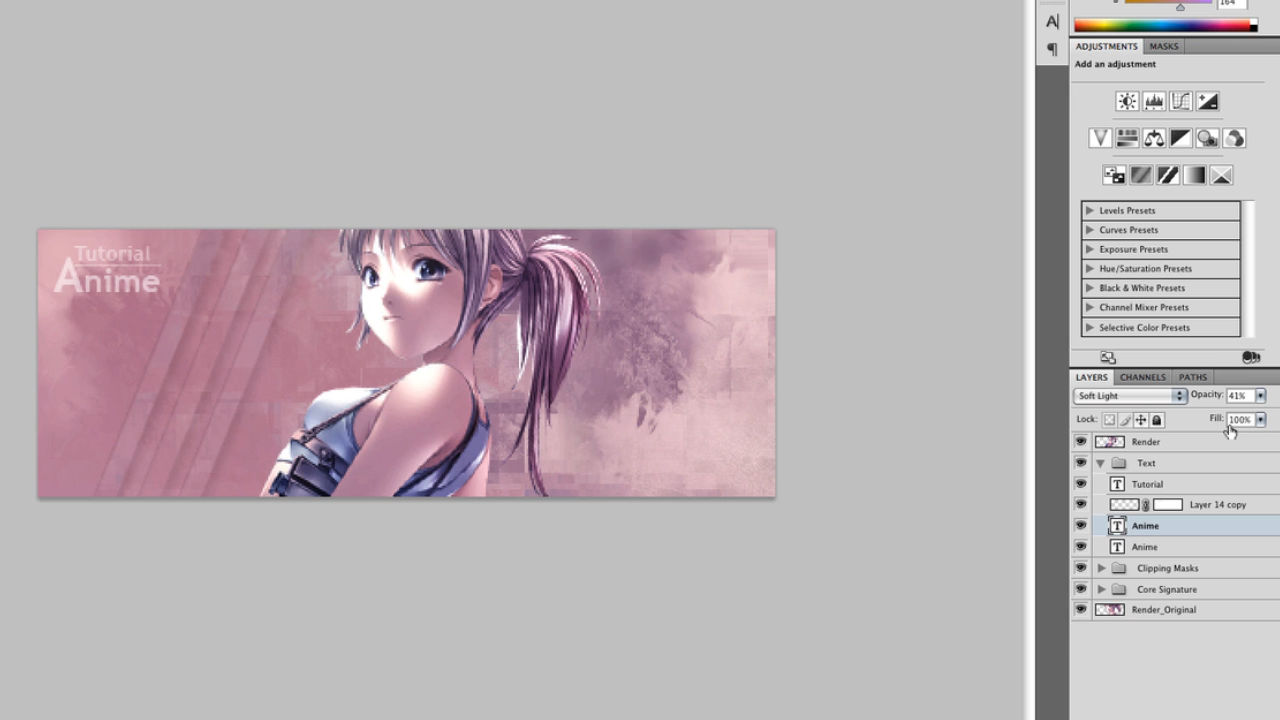 164
A
¶
ADJUSTMENTS MASKS
Add an adjustment
Levels Presets
Curves Presets
Exposure Presets
Hue/Saturation Presets
Black & White Presets
Channel Mixer Presets
Selective Color Presets
Tutorial
Anime
LAYERS CHANNELS PATHS
Soft Light Opacity: 41%
Lock: Fill: 100%
Render
Text
T Tutorial
Layer 14 copy
T Anime
T Anime
Clipping Masks
Core Signature
Render_Original